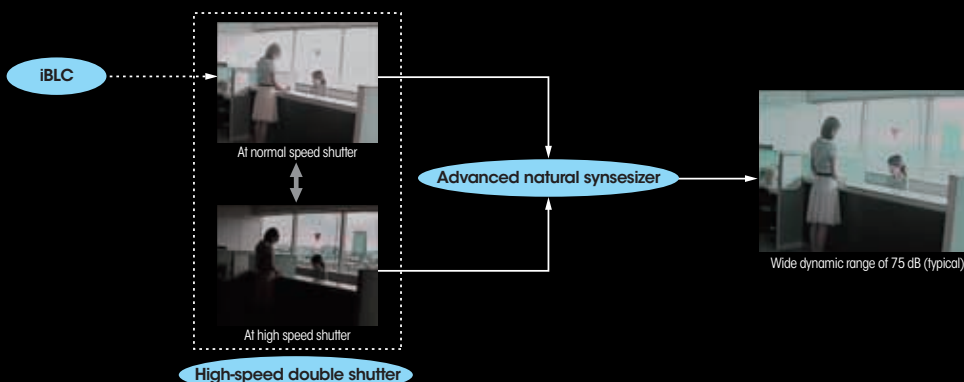 iBLC
At normal speed shutter
Advanced natural synsesizer
Wide dynamic range of 75 dB (typical)
At high speed shutter
High-speed double shutter